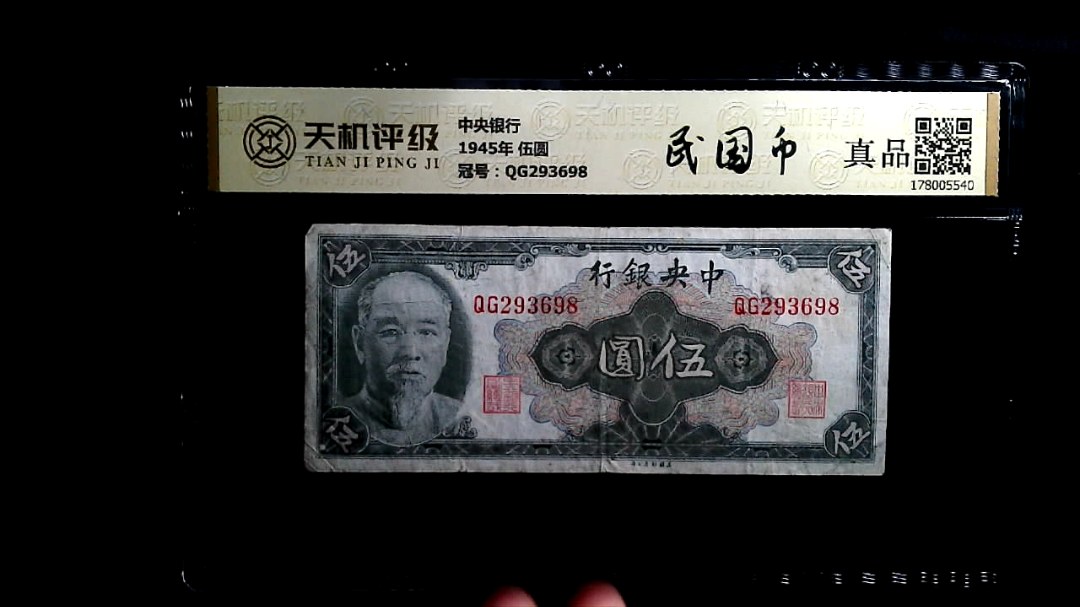 天机评级
TIAN JI PING JI
中央银行
1945年 伍圆
冠号：QG293698
民国币
真品
178005540
伍
伍
行銀央中
QG293698
QG293698
圓伍
伍
伍